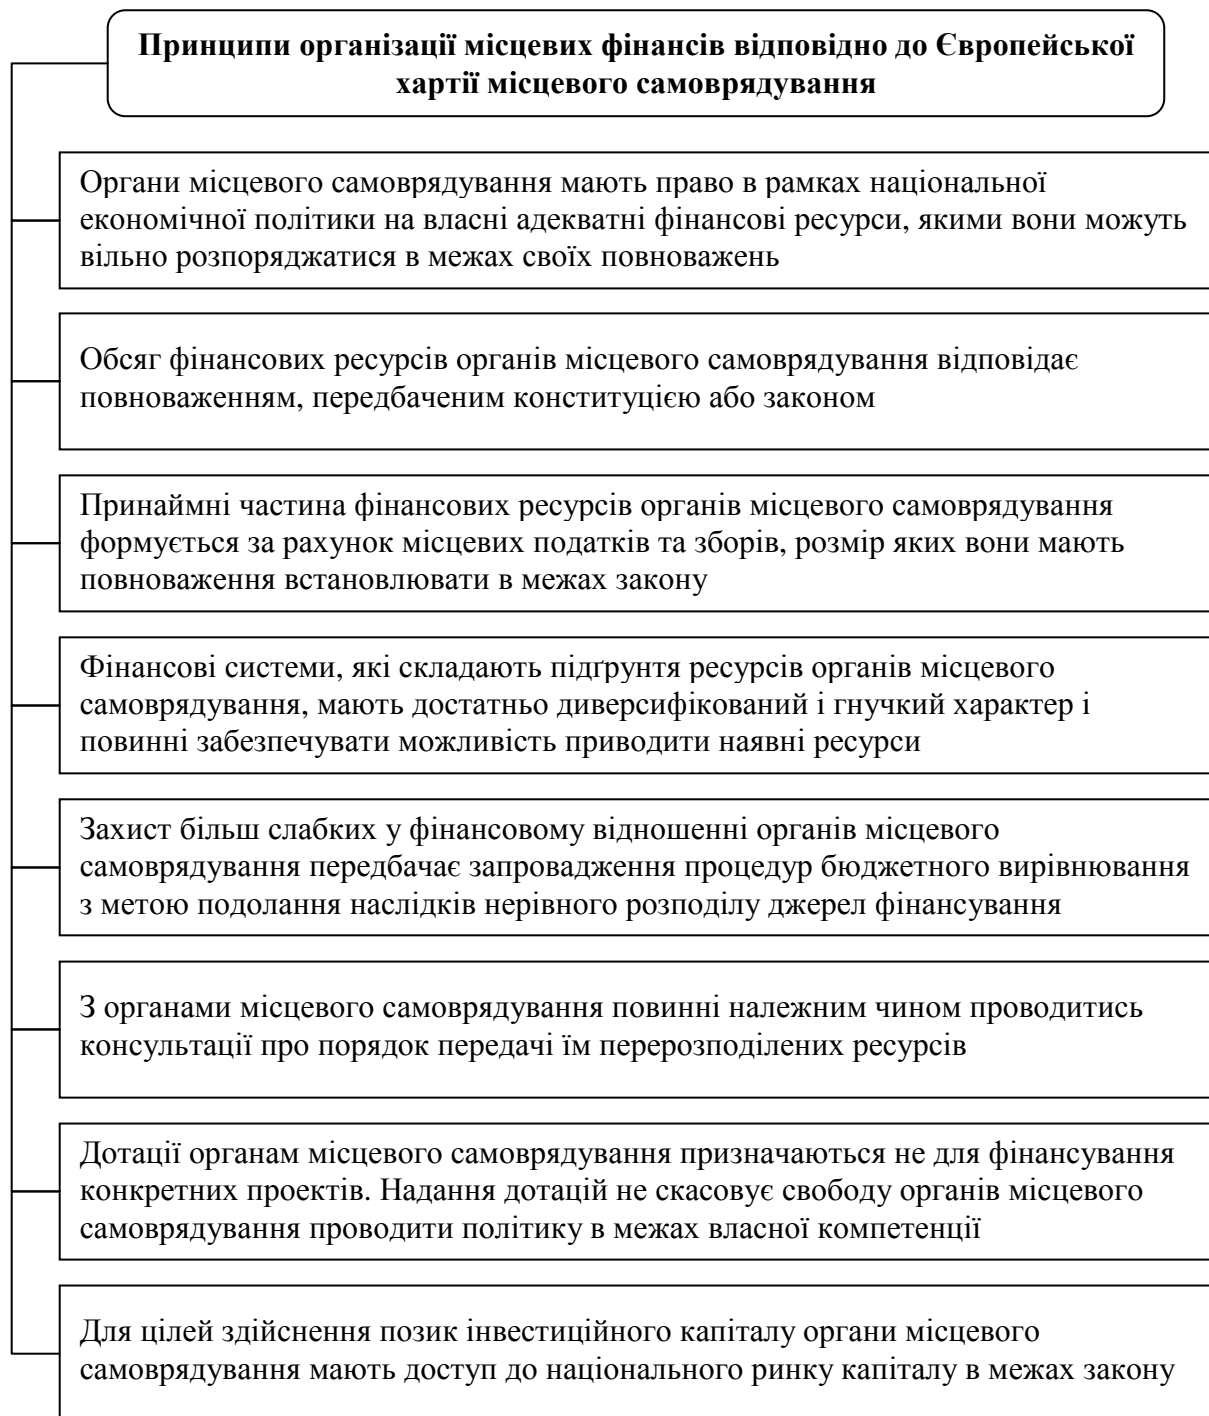 Принципи організації місцевих фінансів відповідно до Європейської
хартії місцевого самоврядування
Органи місцевого самоврядування мають право в рамках національної
економічної політики на власні адекватні фінансові ресурси, якими вони можуть
вільно розпоряджатися в межах своїх повноважень
Обсяг фінансових ресурсів органів місцевого самоврядування відповідає
повноваженням, передбаченим конституцією або законом
Принаймні частина фінансових ресурсів органів місцевого самоврядування
формується за рахунок місцевих податків та зборів, розмір яких вони мають
повноваження встановлювати в межах закону
Фінансові системи, які складають підґрунтя ресурсів органів місцевого
самоврядування, мають достатньо диверсифікований і гнучкий характер і
повинні забезпечувати можливість приводити наявні ресурси
Захист більш слабких у фінансовому відношенні органів місцевого
самоврядування передбачає запровадження процедур бюджетного вирівнювання
з метою подолання наслідків нерівного розподілу джерел фінансування
З органами місцевого самоврядування повинні належним чином проводитись
консультації про порядок передачі їм перерозподілених ресурсів
Дотації органам місцевого самоврядування призначаються не для фінансування
конкретних проектів. Надання дотацій не скасовує свободу органів місцевого
самоврядування проводити політику в межах власної компетенції
Для цілей здійснення позик інвестиційного капіталу органи місцевого
самоврядування мають доступ до національного ринку капіталу в межах закону